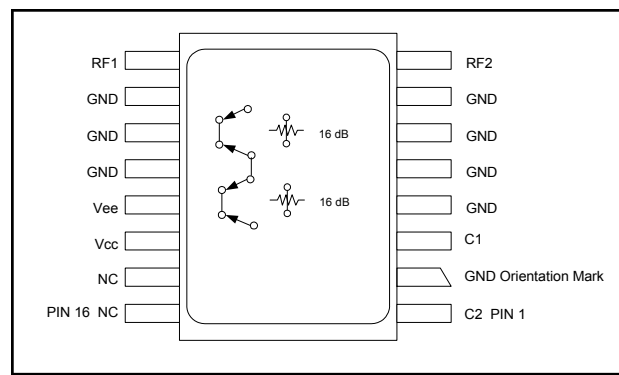 RF1
RF2
GND
GND
GND
GND
16 dB
GND
GND
Vee
GND
16 dB
Vcc
C1
NC
GND Orientation Mark
PIN 16 NC
C2 PIN 1